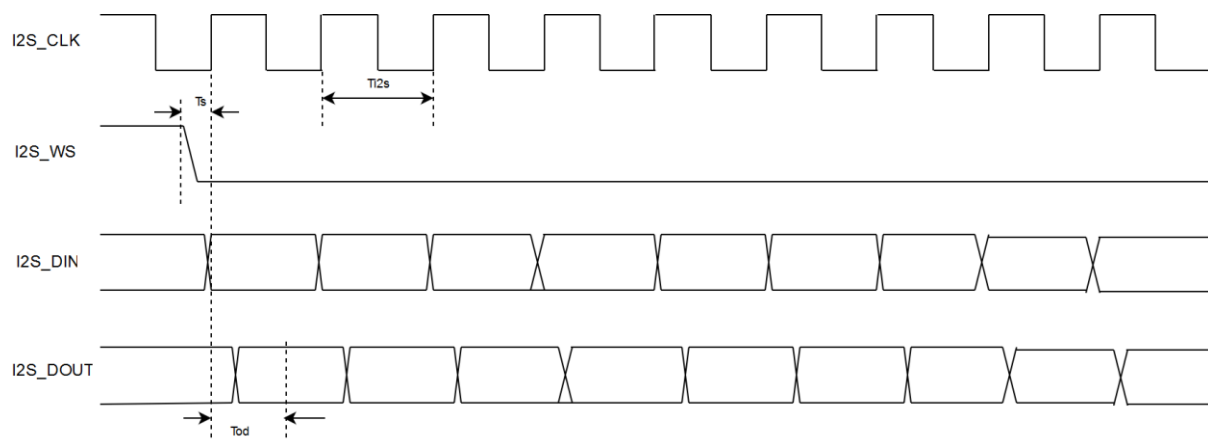 I2S_CLK
TI2s
Ts
I2S_WS
I2S_DIN
I2S_DOUT
Tod